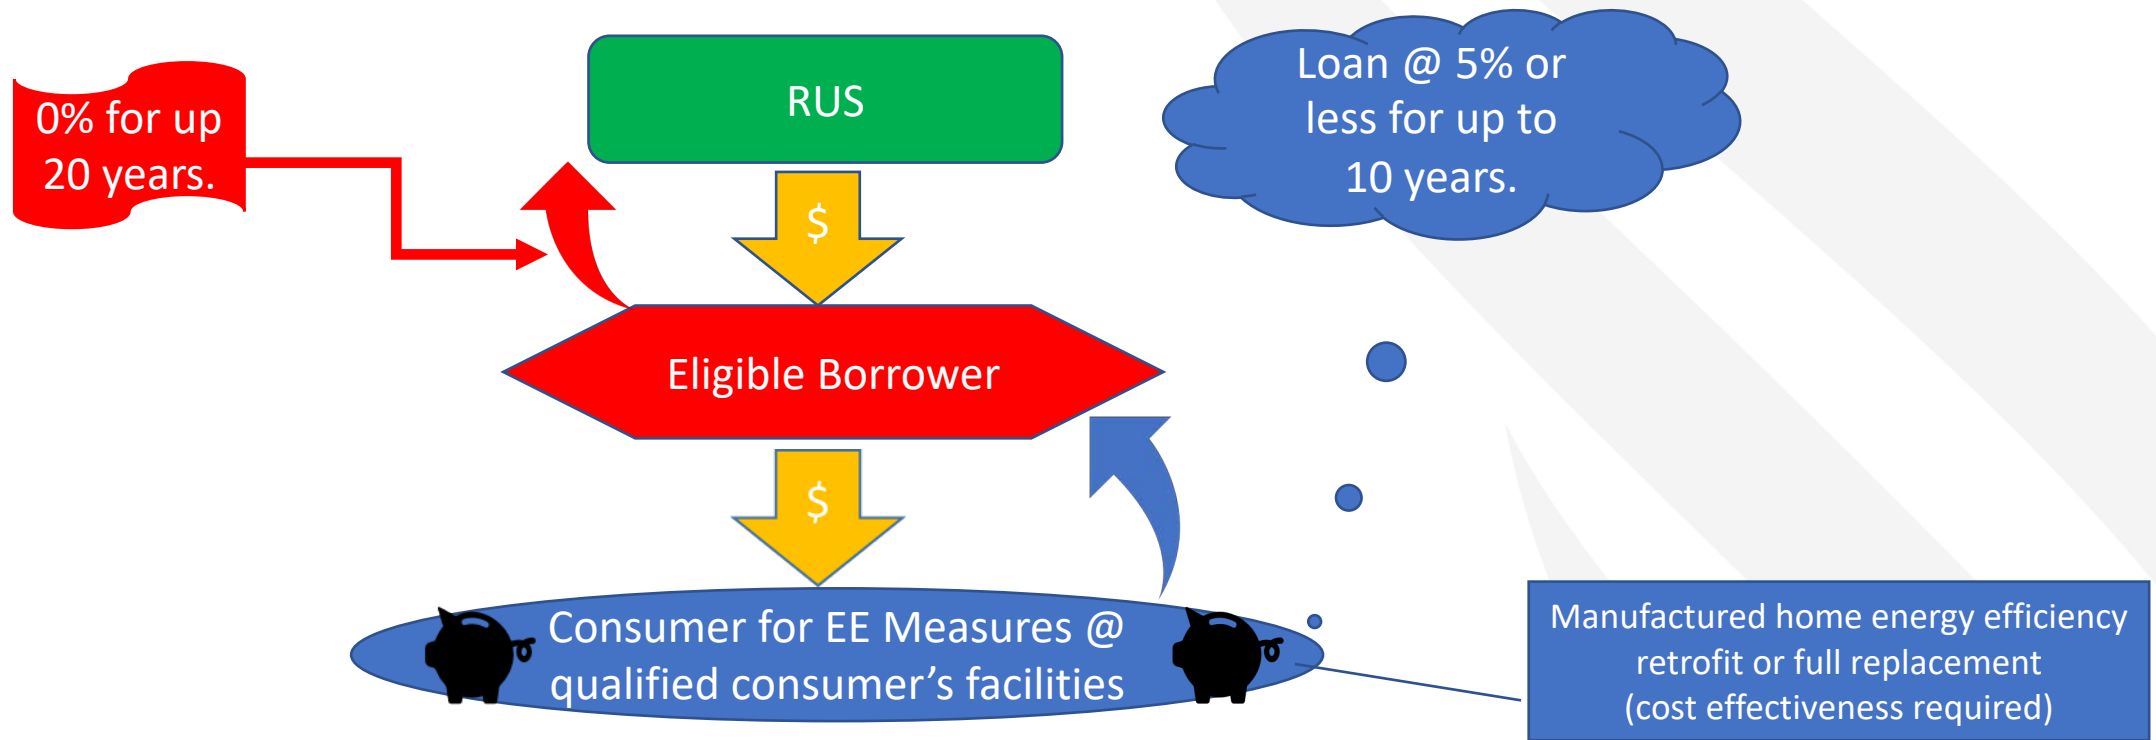 0% for up
20 years.
RUS
Loan @ 5% or
less for up to
10 years.
$
Eligible Borrower
$
Consumer for EE Measures @
qualified consumer’s facilities
Manufactured home energy efficiency
retrofit or full replacement
(cost effectiveness required)